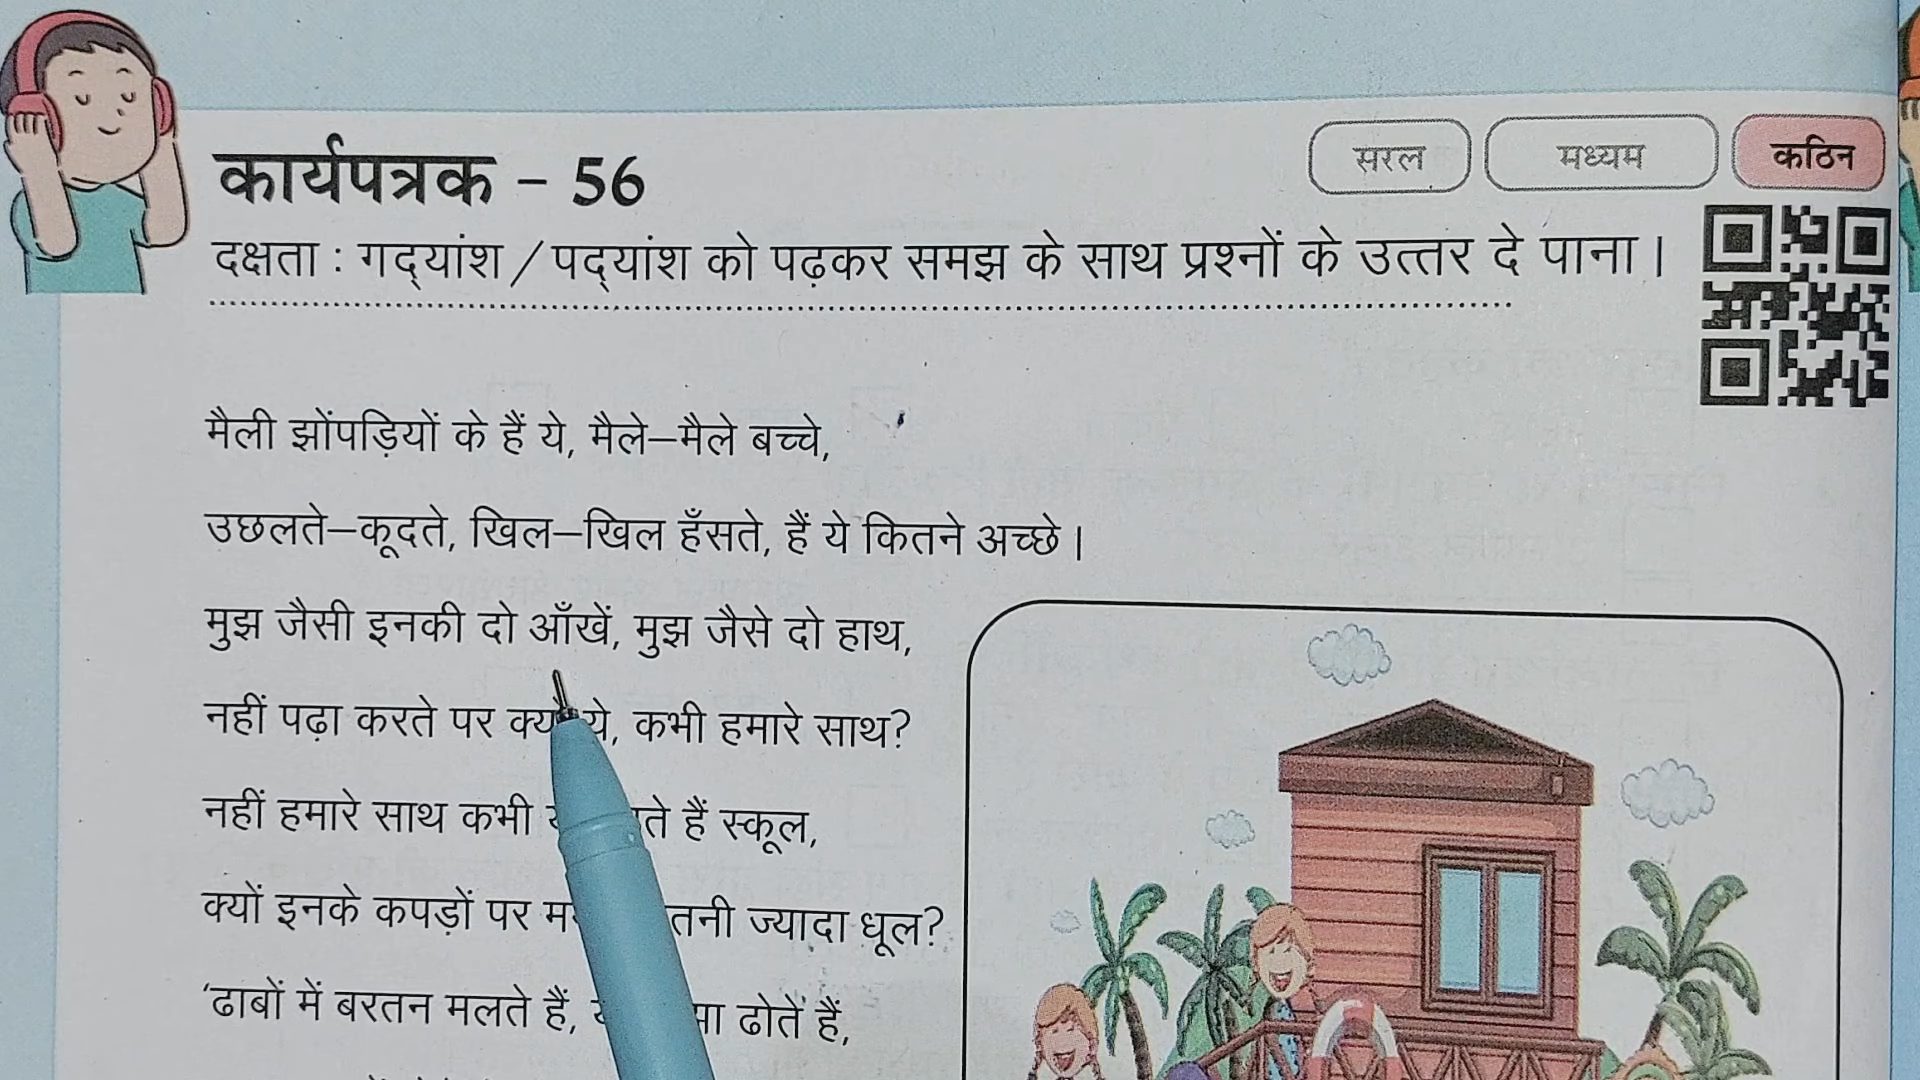 कार्यपत्रक – 56
सरल
मध्यम
कठिन
दक्षता : गद्यांश / पद्यांश को पढ़कर समझ के साथ प्रश्नों के उत्तर दे पाना।
मैली झोंपड़ियों के हैं ये, मैले–मैले बच्चे,
उछलते–कूदते, खिल–खिल हँसते, हैं ये कितने अच्छे।
मुझ जैसी इनकी दो आँखें, मुझ जैसे दो हाथ,
नहीं पढ़ा करते पर ये, कभी हमारे साथ?
नहीं हमारे साथ कभी हैं स्कूल,
क्यों इनके कपड़ों पर ज्यादा धूल?
‘ढाबों में बरतन मलते हैं, ढोतें हैं,